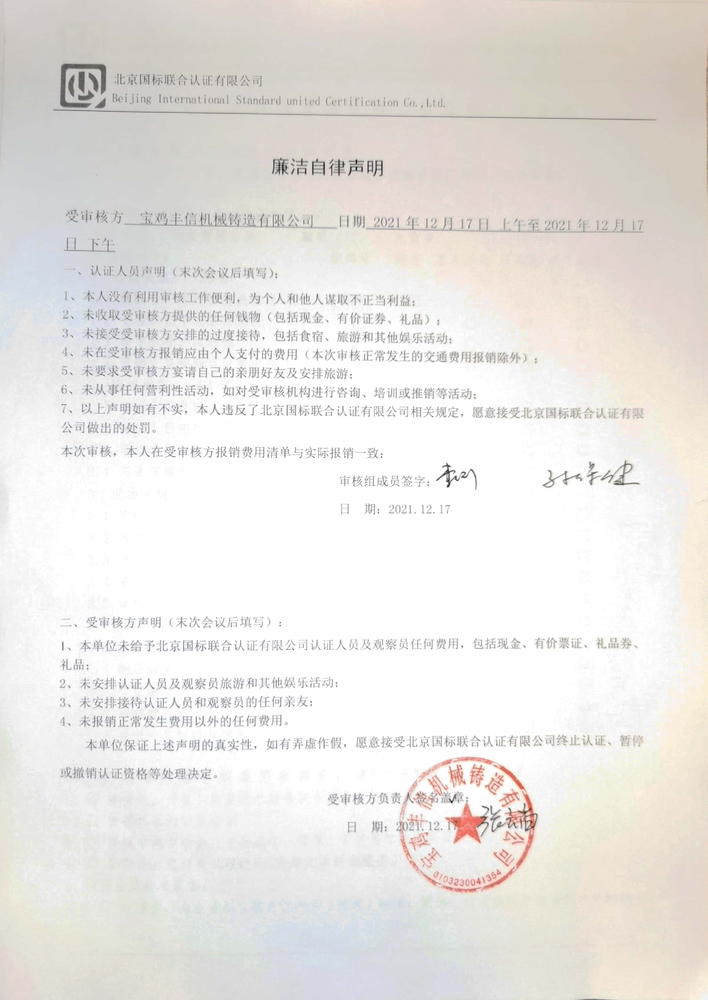 北京国标联合认证有限公司
Beijing International Standard united Certification Co.,Ltd.
廉洁自律声明
受审核方 宝鸡丰信机械铸造有限公司 日期 2021 年 12 月 17 日 上午至 2021 年 12 月 17
日 下午
一、认证人员声明（末次会议后填写）：
1、本人没有利用审核工作便利，为个人和他人谋取不正当利益；
2、未收取受审核方提供的任何钱物（包括现金、有价证券、礼品）；
3、未接受受审核方安排的过度接待，包括食宿、旅游和其他娱乐活动；
4、未在受审核方报销应由个人支付的费用（本次审核正常发生的交通费用报销除外）；
5、未要求受审核方宴请自己的亲朋好友及安排旅游；
6、未从事任何营利性活动，如对受审核机构进行咨询、培训或推销等活动；
7、以上声明如有不实，本人违反了北京国标联合认证有限公司相关规定，愿意接受北京国标联合认证有限
公司做出的处罚。
本次审核，本人在受审核方报销费用清单与实际报销一致：
审核组成员签字：
日 期：2021.12.17
二、受审核方声明（末次会议后填写）：
1、本单位未给予北京国标联合认证有限公司认证人员及观察员任何费用，包括现金、有价票证、礼品券、
礼品；
2、未安排认证人员及观察员旅游和其他娱乐活动；
3、未安排接待认证人员和观察员的任何亲友；
4、未报销正常发生费用以外的任何费用。
本单位保证上述声明的真实性，如有弄虚作假，愿意接受北京国标联合认证有限公司终止认证、暂停
或撤销认证资格等处理决定。
受审核方负责人签名盖章：
日 期：2021.12.17
宝鸡丰信机械铸造有限公司
6103230041354